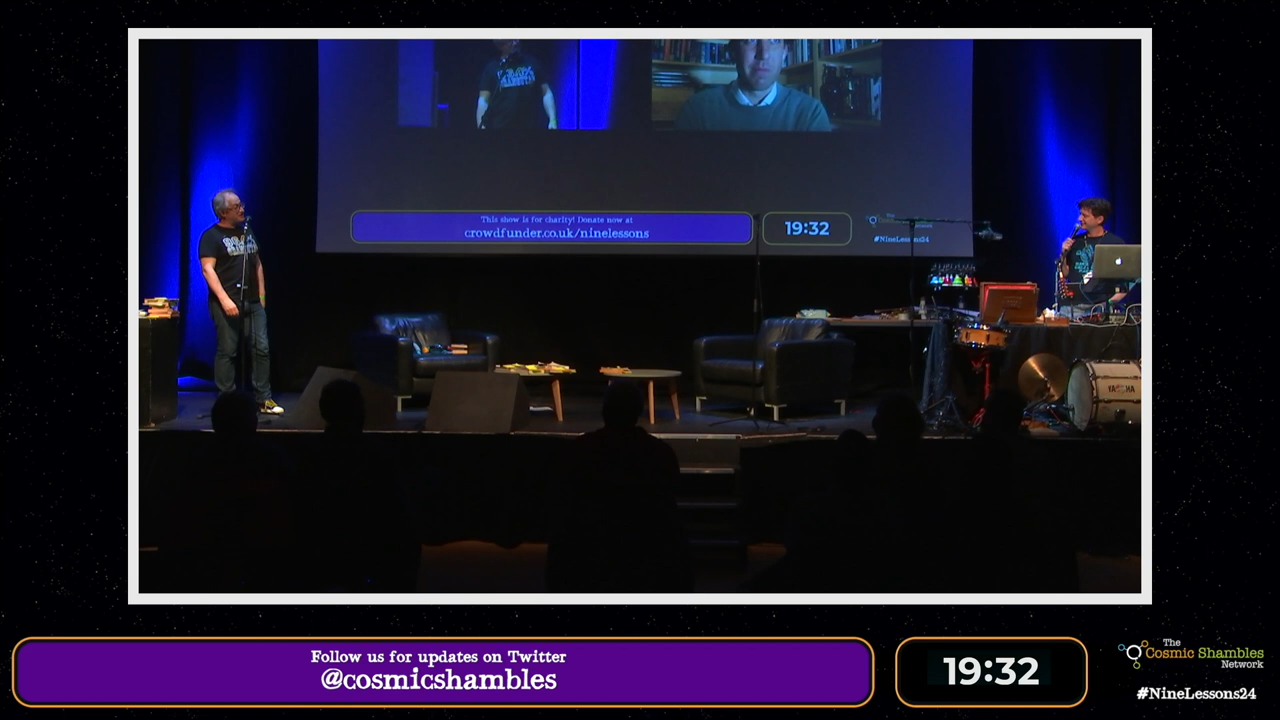 This show is for charity! Donate now at
crowdfunder.co.uk/ninelessons
19:32
The
#NineLessons24
YAMAHA
Follow us for updates on Twitter
@cosmicshambles
19:32
The
Cosmic Shambles
Network
#NineLessons24